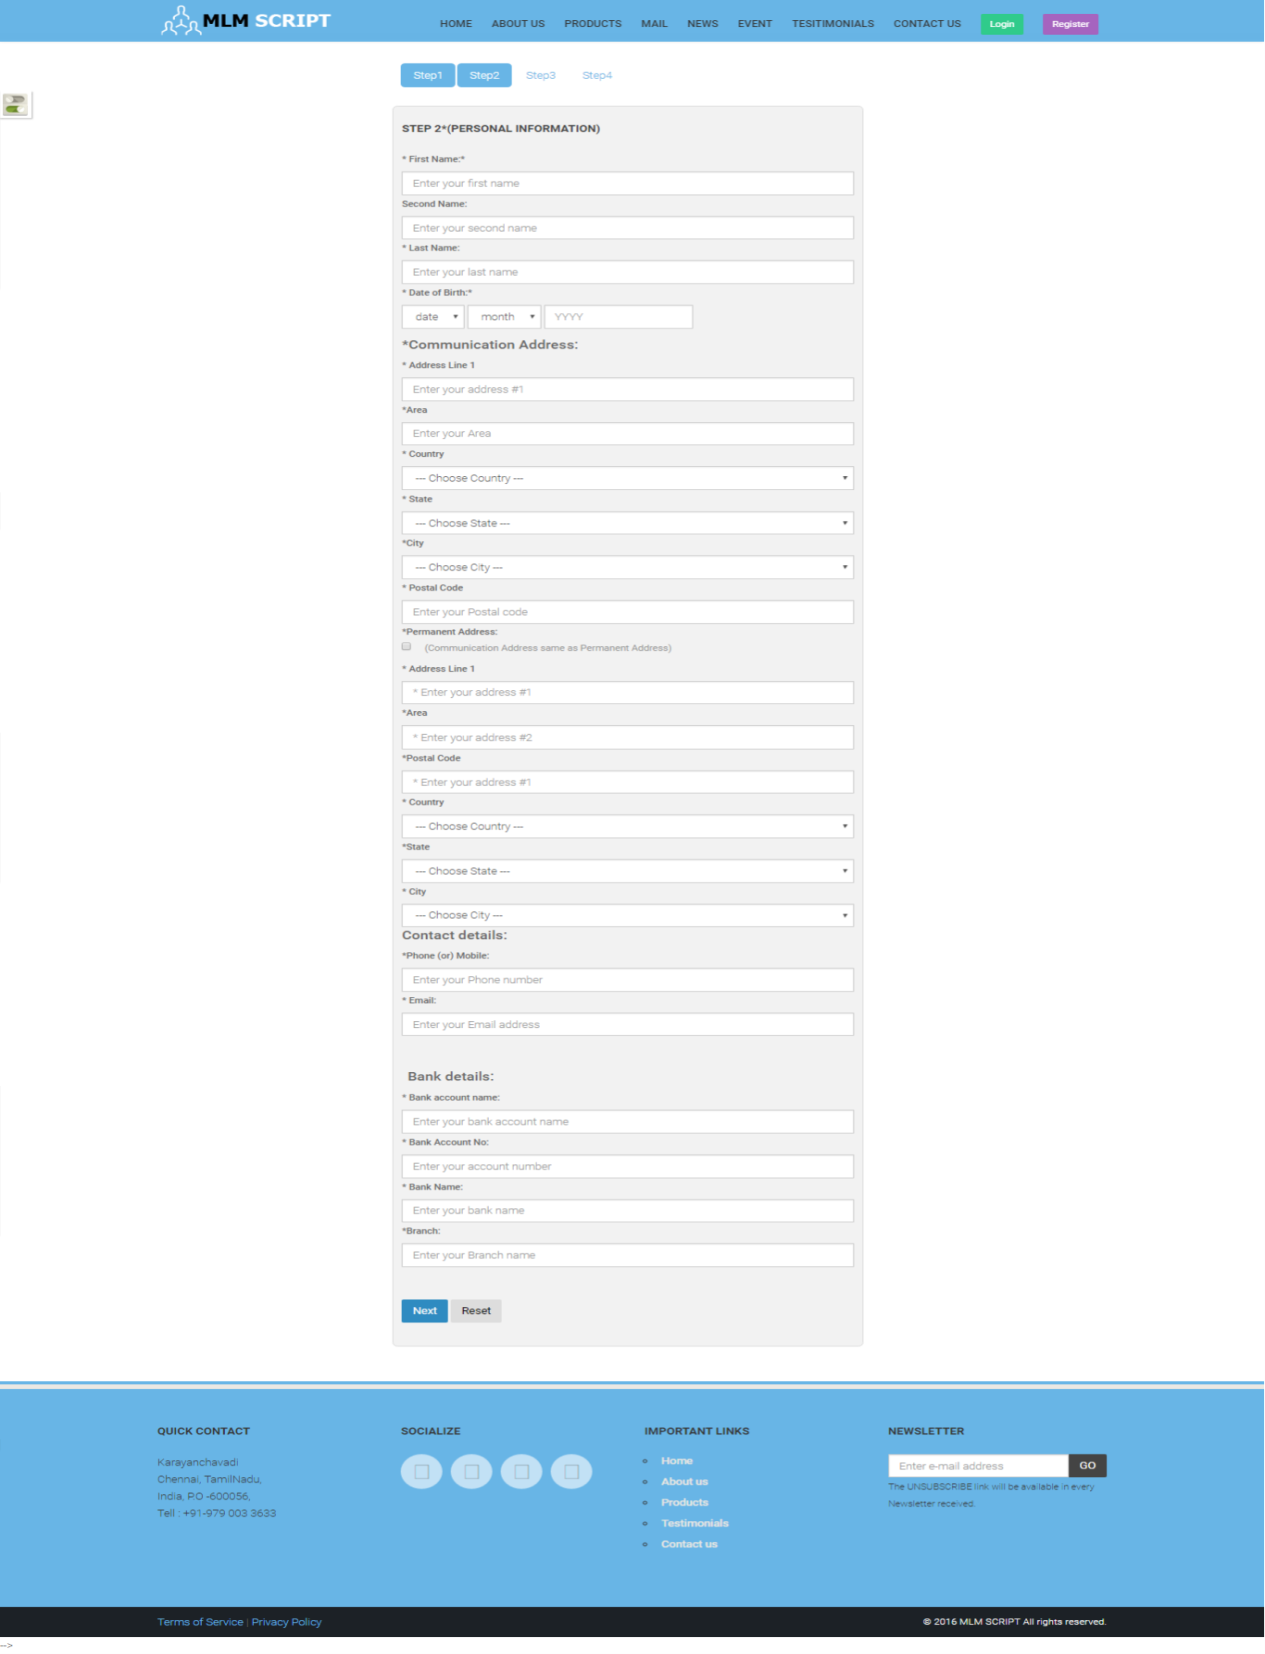 MLM SCRIPT
HOME ABOUT US PRODUCTS MAIL NEWS EVENT TESITIMONIALS CONTACT US Login Register
Step1 Step2 Step3 Step4
STEP 2*(PERSONAL INFORMATION)
* First Name:*
Enter your first name
Second Name:
Enter your second name
* Last Name:
Enter your last name
* Date of Birth:*
date month YYYY
*Communication Address:
* Address Line 1
Enter your address #1
*Area
Enter your Area
* Country
--- Choose Country ---
* State
--- Choose State ---
*City
--- Choose City ---
* Postal Code
Enter your Postal code
*Permanent Address:
(Communication Address same as Permanent Address)
* Address Line 1
* Enter your address #1
*Area
* Enter your address #2
*Postal Code
* Enter your address #1
* Country
--- Choose Country ---
*State
--- Choose State ---
* City
--- Choose City ---
Contact details:
*Phone (or) Mobile:
Enter your Phone number
* Email:
Enter your Email address
Bank details:
* Bank account name:
Enter your bank account name
* Bank Account No:
Enter your account number
* Bank Name:
Enter your bank name
*Branch:
Enter your Branch name
Next Reset
QUICK CONTACT
Karayanchavadi
Chennai, TamilNadu,
India, P.O -600056,
Tell : +91-979 003 3633
SOCIALIZE
IMPORTANT LINKS
Home
About us
Products
Testimonials
Contact us
NEWSLETTER
Enter e-mail address GO
The UNSUBSCRIBE link will be available in every
Newsletter received.
Terms of Service | Privacy Policy
© 2016 MLM SCRIPT All rights reserved.
-->